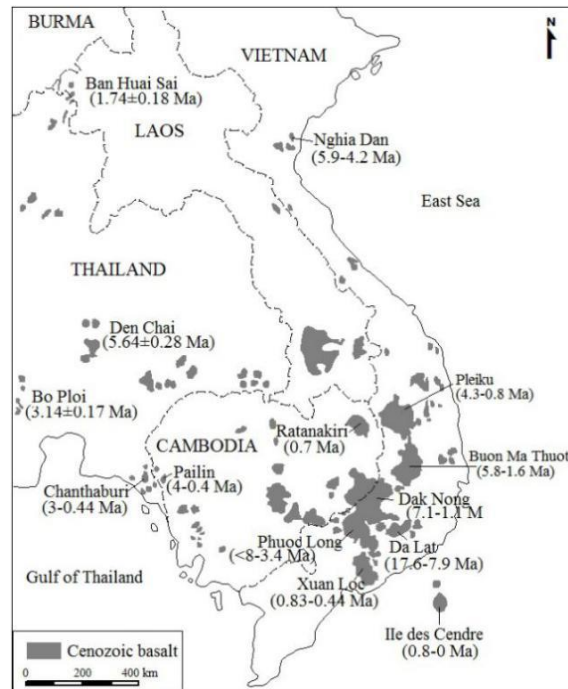 BURMA
VIETNAM
N
Ban Huai Sai
(1.74±0.18 Ma)
LAOS
Nghia Dan
(5.9-4.2 Ma)
East Sea
THAILAND
Den Chai
(5.64±0.28 Ma)
Bo Ploi
(3.14±0.17 Ma)
Pleiku
(4.3-0.8 Ma)
Ratanakiri
(0.7 Ma)
CAMBODIA
Pailin
(4-0.4 Ma)
Chanthaburi
(3-0.44 Ma)
Buon Ma Thuot
(5.8-1.6 Ma)
Dak Nong
(7.1-1.1 M
Phuoc Long
(<8-3.4 Ma)
Da Lat
(17.6-7.9 Ma)
Gulf of Thailand
Xuan Loc
(0.83-0.44 Ma)
Ile des Cendre
(0.8-0 Ma)
Cenozoic basalt
0 200 400 km